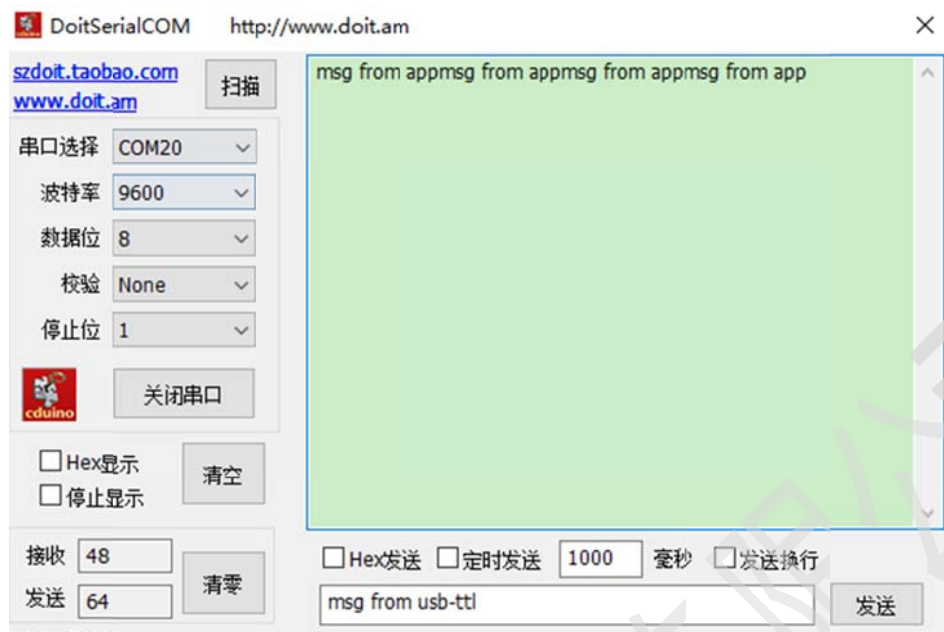 DoitSerialCOM http://www.doit.am
szdoit.taobao.com
www.doit.am
扫描
串口选择 COM20
波特率 9600
数据位 8
校验 None
停止位 1
cduino
关闭串口
Hex显示
停止显示
清空
接收 48
发送 64
清零
msg from appmsg from appmsg from appmsg from app
Hex发送 定时发送 1000 毫秒 发送换行
msg from usb-ttl 发送